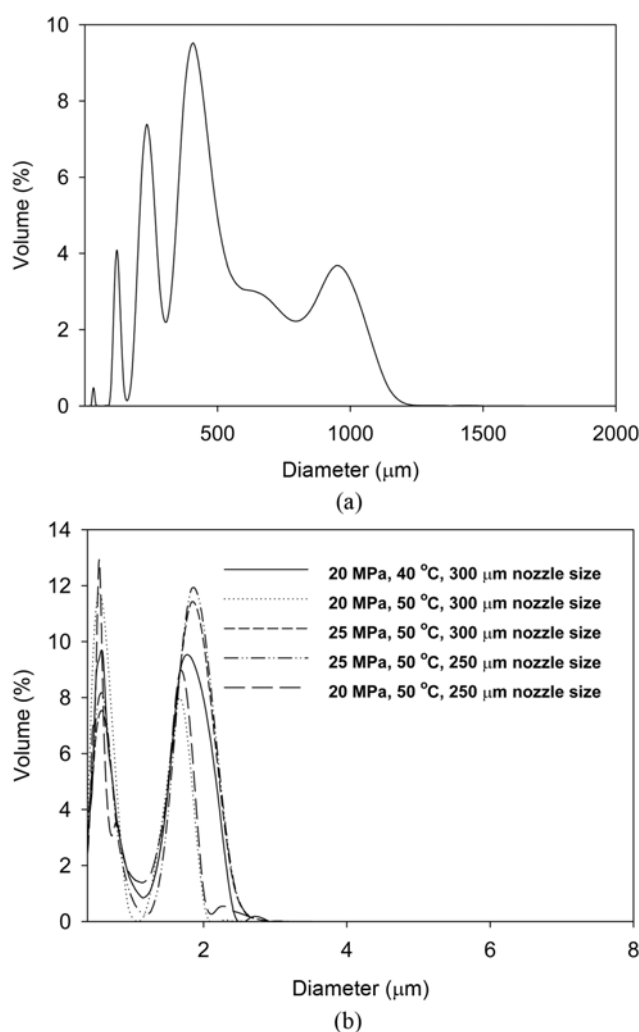 10
8
6
4
2
0
Volume (%)
500
1000
1500
2000
Diameter (μm)
(a)
14
12
10
8
6
4
2
0
Volume (%)
20 MPa, 40 °C, 300 μm nozzle size
20 MPa, 50 °C, 300 μm nozzle size
25 MPa, 50 °C, 300 μm nozzle size
25 MPa, 50 °C, 250 μm nozzle size
20 MPa, 50 °C, 250 μm nozzle size
2
4
6
8
Diameter (μm)
(b)